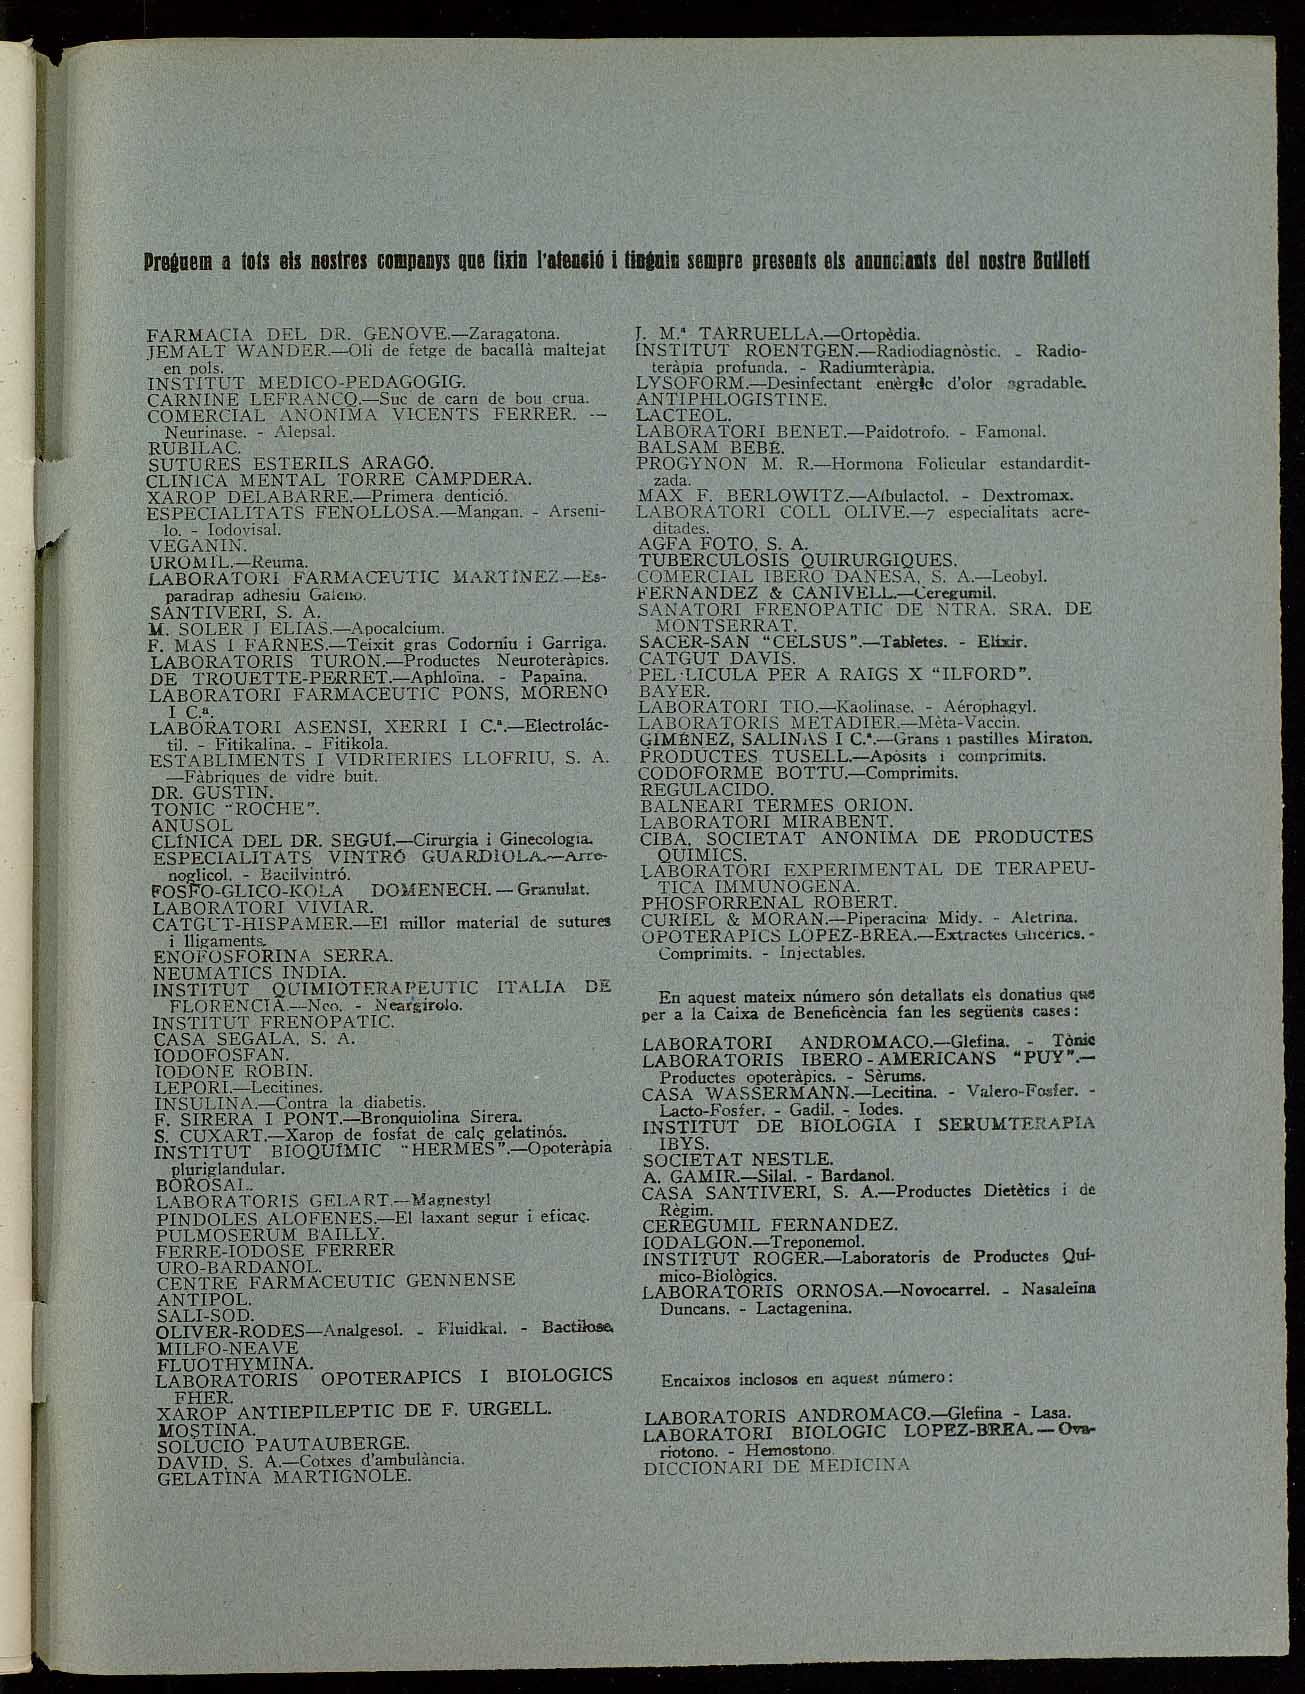 Preguem a tots els nostres companys que fixin l'atenció i tinguin sempre presents els anunciants del nostre Butlletí
FARMACIA DEL DR. GENOVE.—Zaragatona.
JEMALT WANDER.—Oli de fetge de bacallà maltejat
en pols.
INSTITUT MEDICO-PEDAGOGIG.
CARNINE LEFRANCQ.—Suc de carn de bou crua.
COMERCIAL ANONIMA VICENTS FERRER. —
Neurinase. - Alepsal.
RUBILAC.
SUTURES ESTERILS ARAGÓ.
CLINICA MENTAL TORRE CAMPDERA.
XAROP DELABARRE.—Primera dentició.
ESPECIALITATS FENOLLOSA.—Mangan. - Arseni-
lo. - Iodovisal.
VEGANIN.
UROMIL.—Reuma.
LABORATORI FARMACEUTIC MARTÍNEZ.—Es-
paradrap adhesiu Galeno.
SANTIVERI, S. A.
M. SOLER I ELIAS.—Apocalcium.
F. MAS I FARNES.—Teixit gras Codorniu i Garriga.
LABORATORIS TURON.—Productes Neuroteràpics.
DE TROUETTE-PERRET.—Aphloïna. - Papaïna.
LABORATORI FARMACEUTIC PONS, MORENO
I C.ª.
LABORATORI ASENSI, XERRI I C.ª.—Electrolác-
til. - Fitikalina. - Fitikola.
ESTABLIMENTS I VIDRIERIES LLOFRIU, S. A.
—Fàbriques de vidre buit.
DR. GUSTIN.
TONIC "ROCHE".
ANUSOL
CLÍNICA DEL DR. SEGUÍ.—Cirurgia i Ginecologia.
ESPECIALITATS VINTRÓ GUARDIOLA.—Arre-
noglicol. - Bacilvintró.
FOSFO-GLICO-KOLA DOMENECH. — Granulat.
LABORATORI VIVIAR.
CATGUT-HISPAMER.—El millor material de sutures
i lligaments.
ENOFOSFORINA SERRA.
NEUMATICS INDIA.
INSTITUT QUIMIOTERAPEUTIC ITALIA DE
FLORENCIA.—Neo. - Neargirolo.
INSTITUT FRENOPATIC.
CASA SEGALA, S. A.
IODOFOSFAN.
IODONE ROBIN.
LEPORI.—Lecitines.
INSULINA.—Contra la diabetis.
F. SIRERA I PONT.—Bronquiolina Sirera.
S. CUXART.—Xarop de fosfat de calç gelatinós.
INSTITUT BIOQUÍMIC "HERMES".—Opoteràpia
pluriglandular.
BOROSAL.
LABORATORIS GELART.—Magnestyl
PINDOLES ALOFENES.—El laxant segur i eficaç.
PULMOSERUM BAILLY.
FERRE-IODOSE FERRER
URO-BARDANOL.
CENTRE FARMACEUTIC GENNENSE
ANTIPOL.
SALI-SOD.
OLIVER-RODES—Analgesol. - Fluidkal. - Bactilose.
MILFO-NEAVE
FLUOTHYMINA.
LABORATORIS OPOTERAPICS I BIOLOGICS
FHER.
XAROP ANTIEPILEPTIC DE F. URGELL.
MOSTINA.
SOLUCIO PAUTAUBERGE.
DAVID, S. A.—Cotxes d'ambulància.
GELATINA MARTIGNOLE.
J. M.ª TARRUELLA.—Ortopèdia.
INSTITUT ROENTGEN.—Radiodiagnòstic. - Radio-
teràpia profunda. - Radiumteràpia.
LYSOFORM.—Desinfectant enèrgic d'olor agradable.
ANTIPHLOGISTINE.
LACTEOL.
LABORATORI BENET.—Paidotrofo. - Famonal.
BALSAM BEBÉ.
PROGYNON M. R.—Hormona Folicular estandardit-
zada.
MAX F. BERLOWITZ.—Albulactol. - Dextromax.
LABORATORI COLL OLIVE.—7 especialitats acre-
ditades.
AGFA FOTO, S. A.
TUBERCULOSIS QUIRURGIQUES.
COMERCIAL IBERO DANESA, S. A.—Leobyl.
FERNANDEZ & CANIVELL.—Ceregumil.
SANATORI FRENOPATIC DE NTRA. SRA. DE
MONTSERRAT.
SACER-SAN "CELSUS".—Tabletes. - Elixir.
CATGUT DAVIS.
PEL·LICULA PER A RAIGS X "ILFORD".
BAYER.
LABORATORI TIO.—Kaolinase. - Aérophagyl.
LABORATORIS METADIER.—Mèta-Vaccin.
GIMÉNEZ, SALINAS I C.ª.—Grans i pastilles Miraton.
PRODUCTES TUSELL.—Apòsits i comprimits.
CODOFORME BOTTU.—Comprimits.
REGULACIDO.
BALNEARI TERMES ORION.
LABORATORI MIRABENT.
CIBA, SOCIETAT ANONIMA DE PRODUCTES
QUIMICS.
LABORATORI EXPERIMENTAL DE TERAPEU-
TICA IMMUNOGENA.
PHOSFORRENAL ROBERT.
CURIEL & MORAN.—Piperacina Midy. - Aletrina.
OPOTERAPICS LOPEZ-BREA.—Extractes Glicerics. -
Comprimits. - Injectables.
En aquest mateix número són detallats els donatius que
per a la Caixa de Beneficència fan les següents cases:
LABORATORI ANDROMACO.—Glefina. - Tònic
LABORATORIS IBERO-AMERICANS "PUY".—
Productes opoteràpics. - Sèrums.
CASA WASSERMANN.—Lecitina. - Valero-Fosfer. -
Lacto-Fosfer. - Gadil. - Iodes.
INSTITUT DE BIOLOGIA I SERUMTERAPIA
IBYS.
SOCIETAT NESTLE.
A. GAMIR.—Silal. - Bardanol.
CASA SANTIVERI, S. A.—Productes Dietètics i de
Règim.
CEREGUMIL FERNANDEZ.
IODALGON.—Treponemol.
INSTITUT ROGER.—Laboratoris de Productes Quí-
mico-Biològics.
LABORATORIS ORNOSA.—Novocarrel. - Nasaleina
Duncans. - Lactagenina.
Encaixos inclosos en aquest número:
LABORATORIS ANDROMACO.—Glefina - Lasa.
LABORATORI BIOLOGIC LOPEZ-BREA. — Ova-
riotono. - Hemostono.
DICCIONARI DE MEDICINA